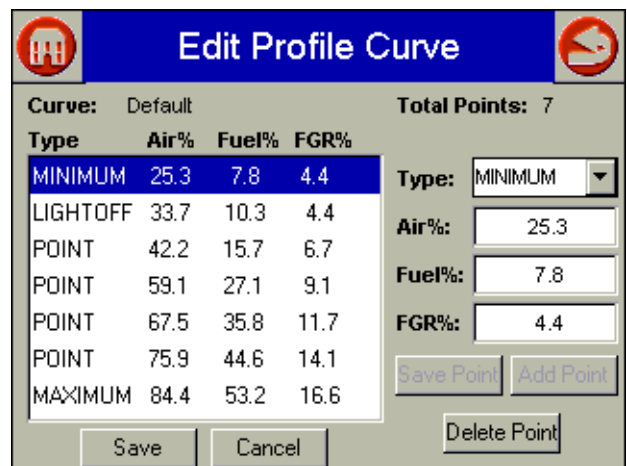 Edit Profile Curve
Curve: Default Total Points: 7
Type Air% Fuel% FGR%
MINIMUM 25.3 7.8 4.4
LIGHTOFF 33.7 10.3 4.4
POINT 42.2 15.7 6.7
POINT 59.1 27.1 9.1
POINT 67.5 35.8 11.7
POINT 75.9 44.6 14.1
MAXIMUM 84.4 53.2 16.6
Type: MINIMUM
Air%: 25.3
Fuel%: 7.8
FGR%: 4.4
Save Point Add Point
Delete Point
Save Cancel